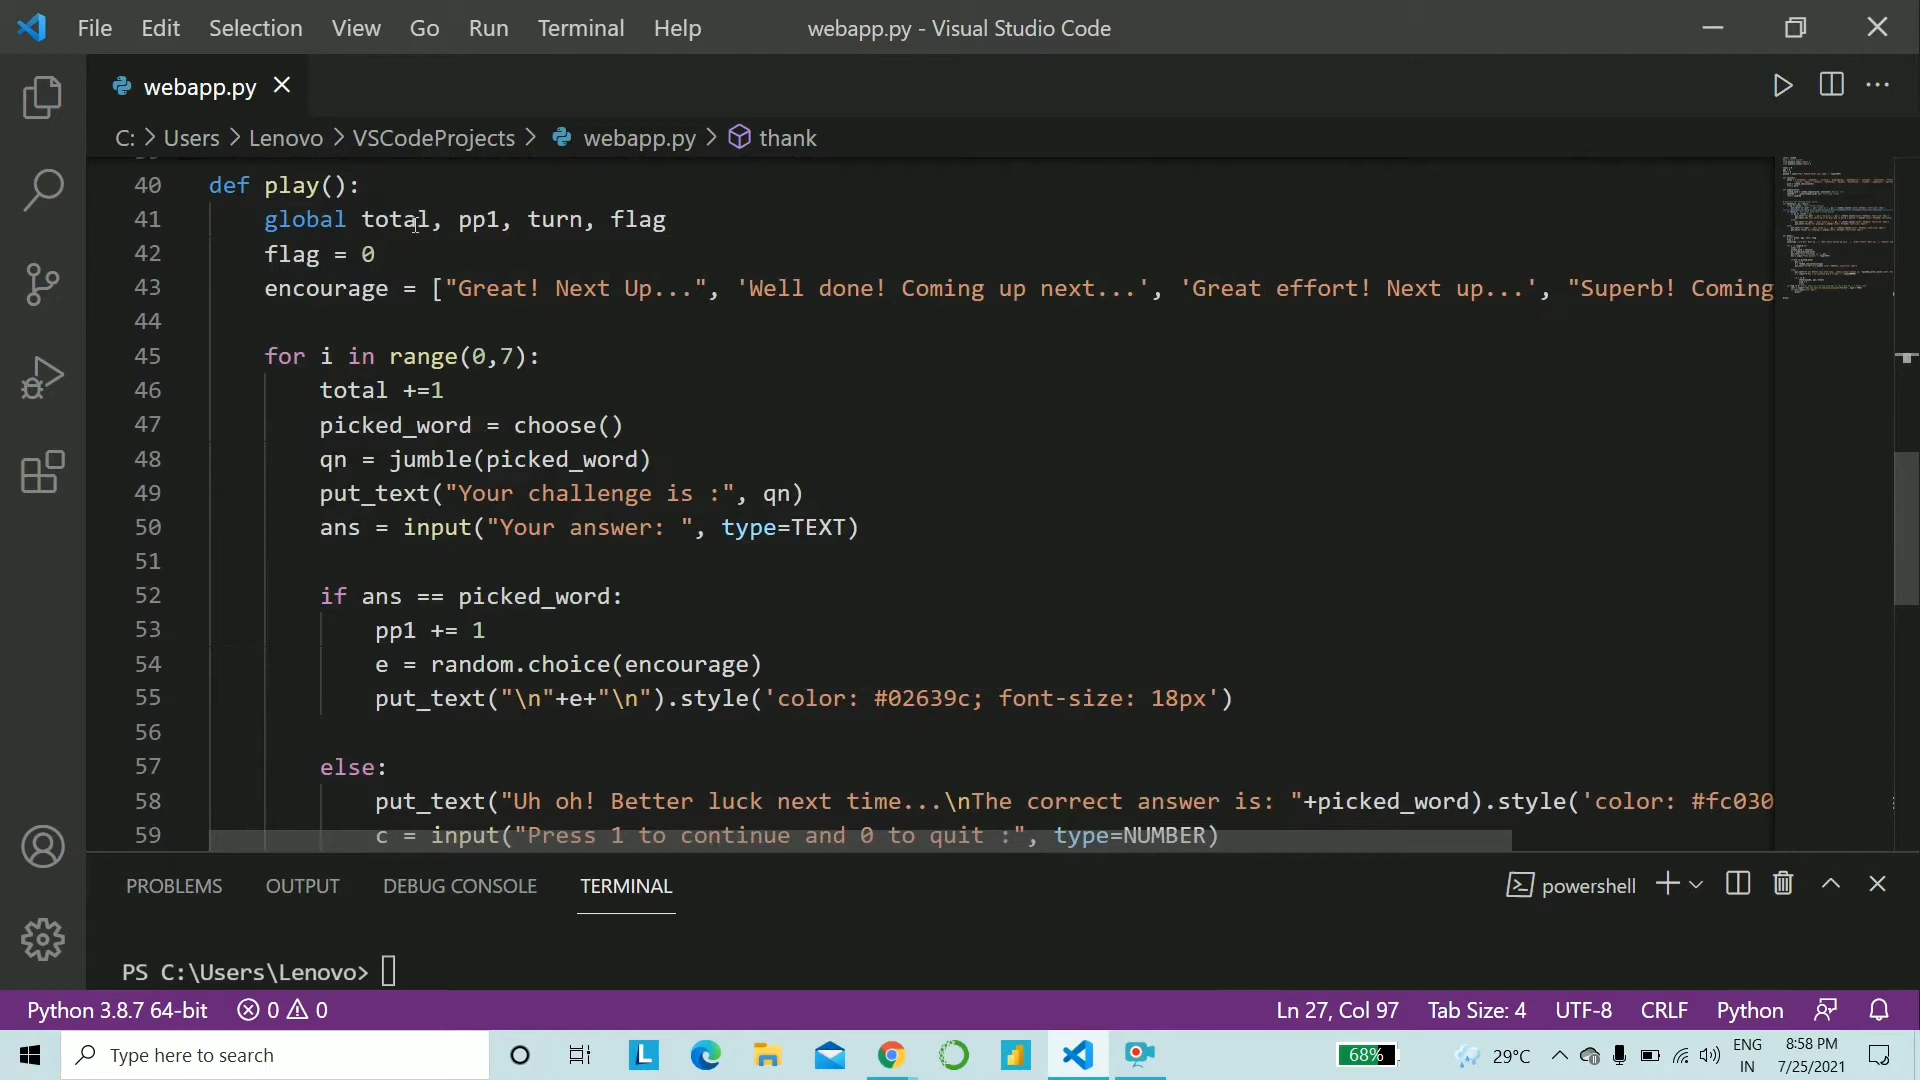 File Edit Selection View Go Run Terminal Help webapp.py - Visual Studio Code
webapp.py
C: > Users > Lenovo > VSCodeProjects > webapp.py > thank
40 def play():
41 global total, pp1, turn, flag
42 flag = 0
43 encourage = ["Great! Next Up...", 'Well done! Coming up next...', 'Great effort! Next up...', "Superb! Coming
44
45 for i in range(0,7):
46 total +=1
47 picked_word = choose()
48 qn = jumble(picked_word)
49 put_text("Your challenge is :", qn)
50 ans = input("Your answer: ", type=TEXT)
51
52 if ans == picked_word:
53 pp1 += 1
54 e = random.choice(encourage)
55 put_text("\n"+e+"\n").style('color: #02639c; font-size: 18px')
56
57 else:
58 put_text("Uh oh! Better luck next time...\nThe correct answer is: "+picked_word).style('color: #fc030
59 c = input("Press 1 to continue and 0 to quit :", type=NUMBER)
PROBLEMS OUTPUT DEBUG CONSOLE TERMINAL powershell
PS C:\Users\Lenovo>
Python 3.8.7 64-bit 0 0 Ln 27, Col 97 Tab Size: 4 UTF-8 CRLF Python
Type here to search L 68% 29°C ENG IN 8:58 PM 7/25/2021